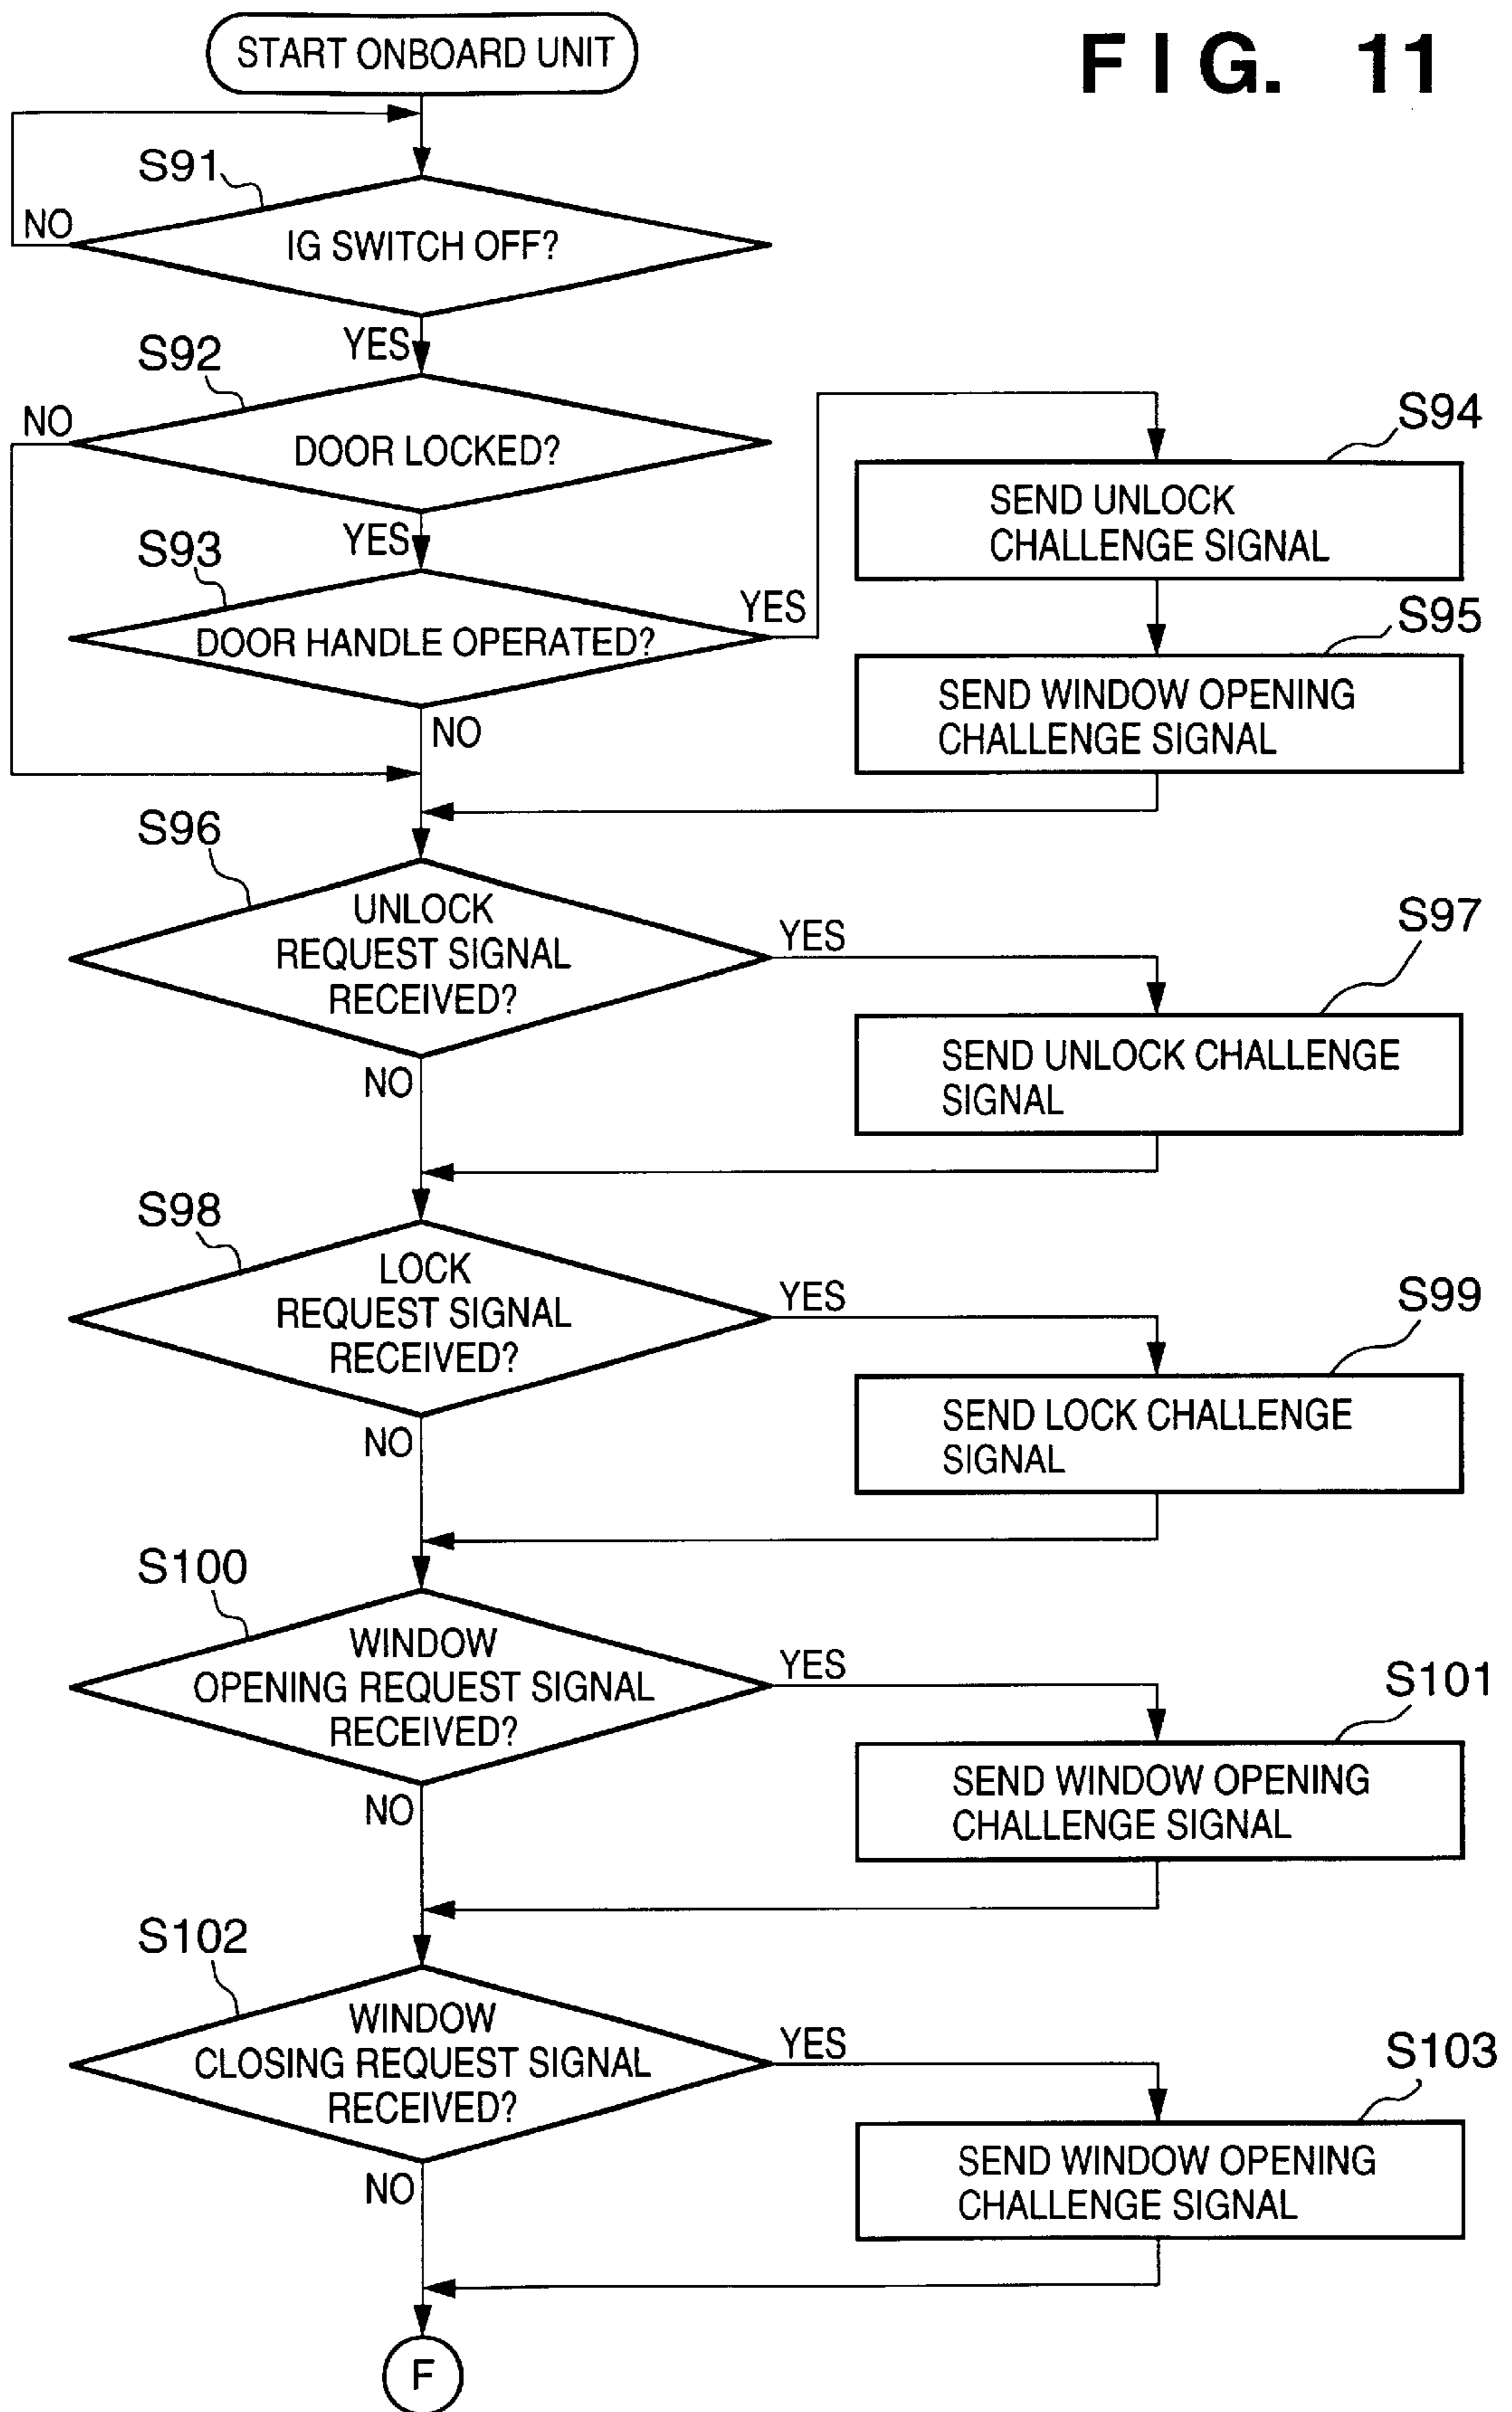 START ONBOARD UNIT
FIG. 11
S91
NO
IG SWITCH OFF?
YES
S92
NO
DOOR LOCKED?
YES
S93
DOOR HANDLE OPERATED?
YES
NO
S94
SEND UNLOCK
CHALLENGE SIGNAL
S95
SEND WINDOW OPENING
CHALLENGE SIGNAL
S96
UNLOCK
REQUEST SIGNAL
RECEIVED?
YES
NO
S97
SEND UNLOCK CHALLENGE
SIGNAL
S98
LOCK
REQUEST SIGNAL
RECEIVED?
YES
NO
S99
SEND LOCK CHALLENGE
SIGNAL
S100
WINDOW
OPENING REQUEST SIGNAL
RECEIVED?
YES
NO
S101
SEND WINDOW OPENING
CHALLENGE SIGNAL
S102
WINDOW
CLOSING REQUEST SIGNAL
RECEIVED?
YES
NO
S103
SEND WINDOW OPENING
CHALLENGE SIGNAL
F